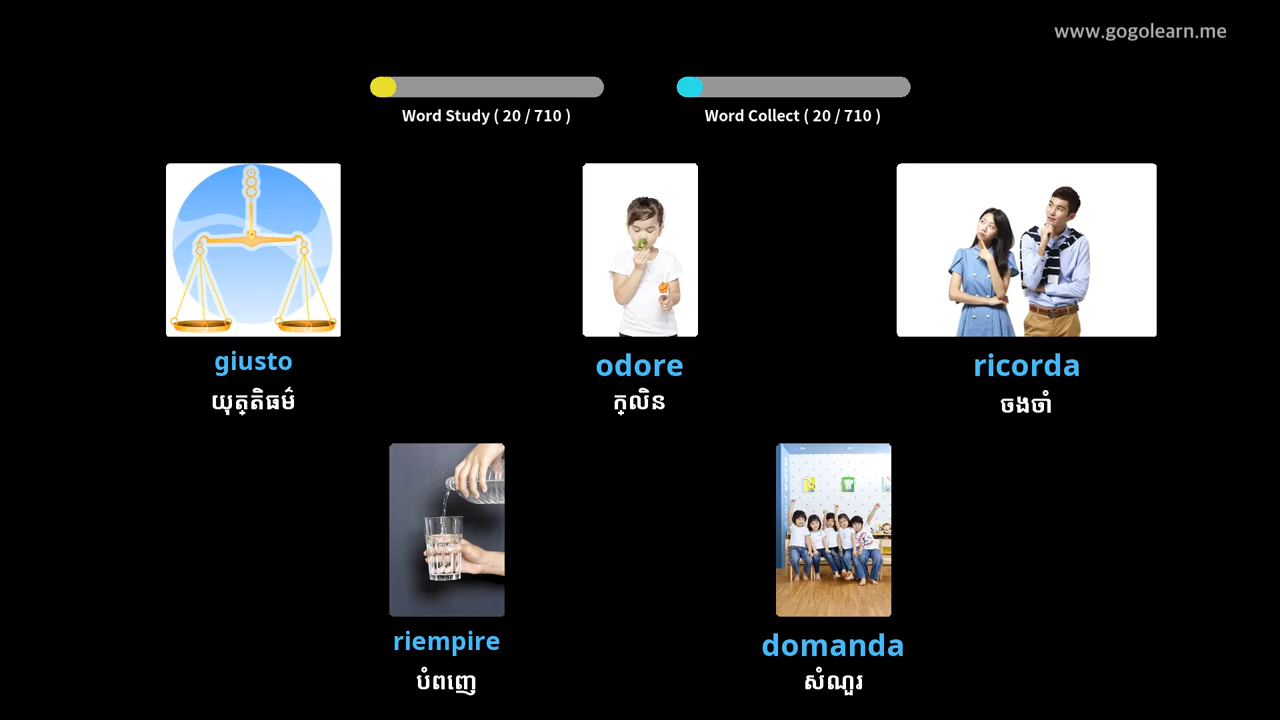 www.gogolearn.me
Word Study ( 20 / 710 )
Word Collect ( 20 / 710 )
giusto
យុត្តិធម៌
odore
ក្លិន
ricorda
ចងចាំ
riempire
បំពញេ
domanda
សំណួរ